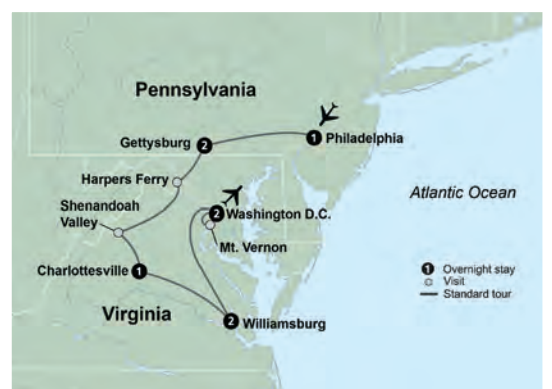 Pennsylvania
Gettysburg
2
1
Philadelphia
Harpers Ferry
Shenandoah
Valley
2
Washington D.C.
Mt. Vernon
Atlantic Ocean
Charlottesville
1
Virginia
2
Williamsburg
1 Overnight stay
Visit
Standard tour